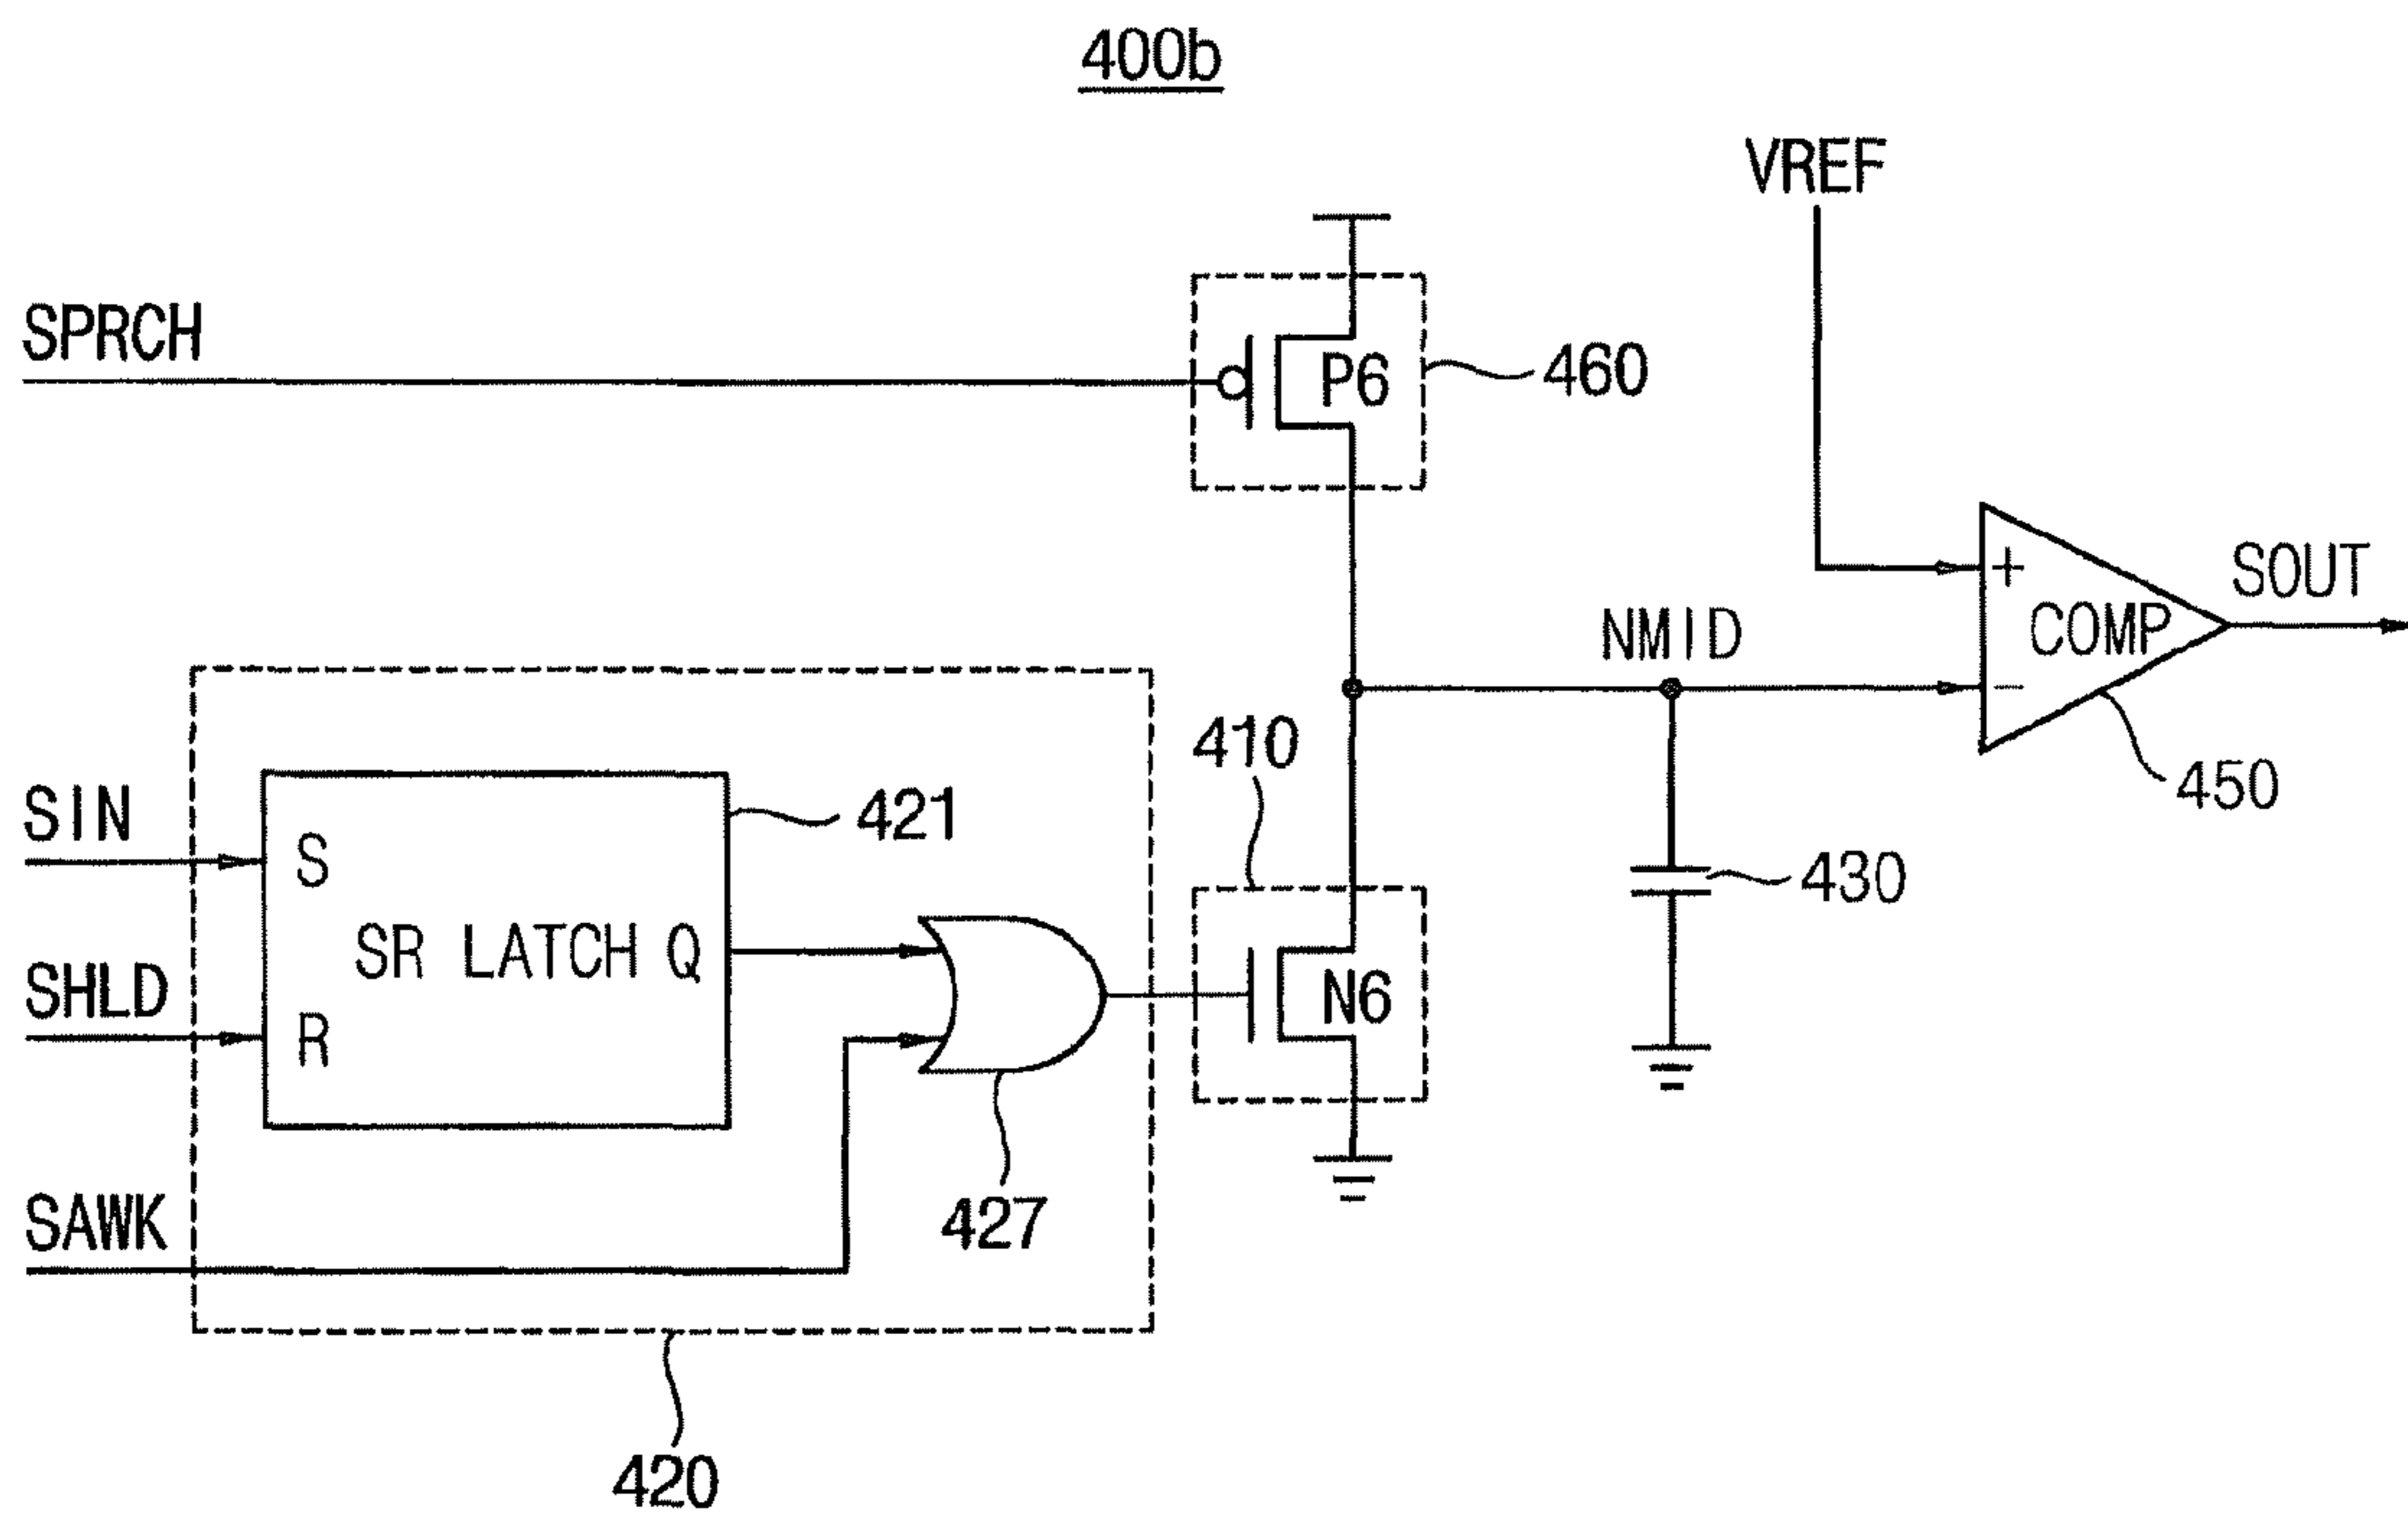 400b
VREF
SPRCH
P6
460
+
COMP
SOUT
NMID
−
410
450
SIN
S
421
430
SR LATCH Q
SHLD
R
N6
SAWK
427
420